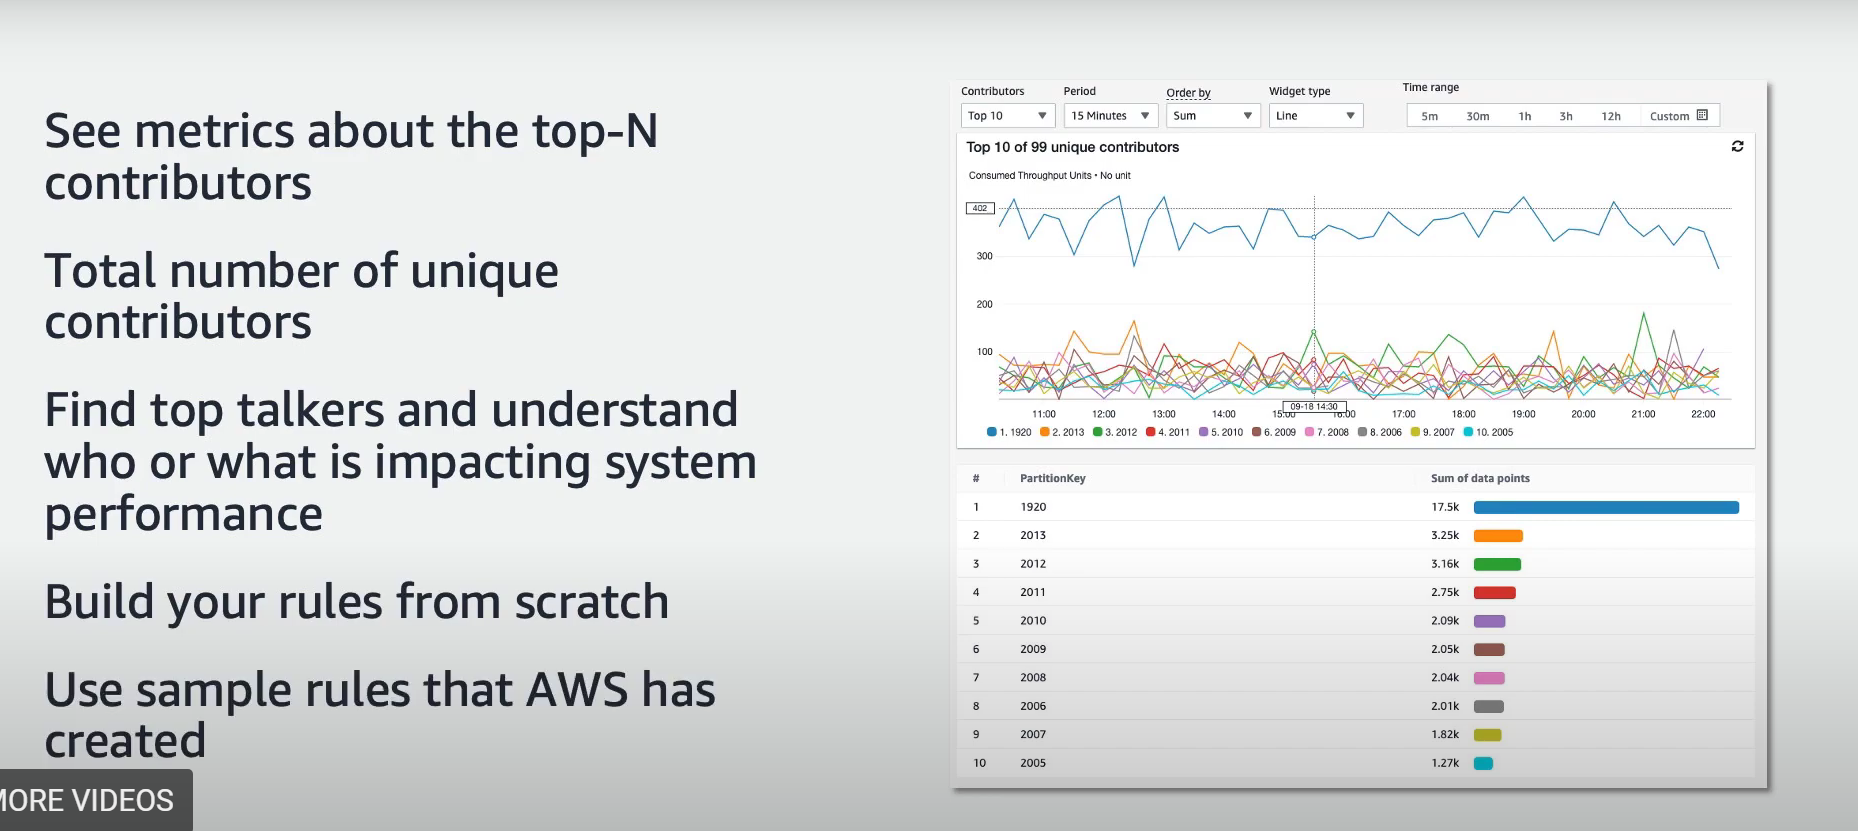 See metrics about the top-N
contributors
Total number of unique
contributors
Find top talkers and understand
who or what is impacting system
performance
Build your rules from scratch
Use sample rules that AWS has
created
MORE VIDEOS
Contributors Period Order by Widget type Time range
Top 10 15 Minutes Sum Line 5m 30m 1h 3h 12h Custom
Top 10 of 99 unique contributors
Consumed Throughput Units • No unit
402
300
200
100
11:00 12:00 13:00 14:00 09-18 14:30 17:00 18:00 19:00 20:00 21:00 22:00
1. 1920 2. 2013 3. 2012 4. 2011 5. 2010 6. 2009 7. 2008 8. 2006 9. 2007 10. 2005
# PartitionKey Sum of data points
1 1920 17.5k
2 2013 3.25k
3 2012 3.16k
4 2011 2.75k
5 2010 2.09k
6 2009 2.05k
7 2008 2.04k
8 2006 2.01k
9 2007 1.82k
10 2005 1.27k